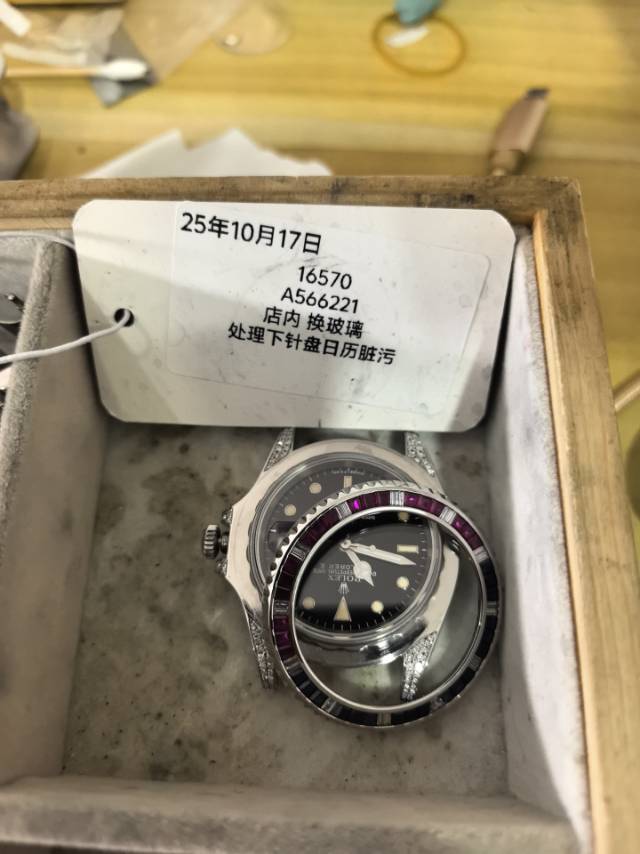 25年10月17日
16570
A566221
店内 换玻璃
处理下针盘日历脏污
ROLEX